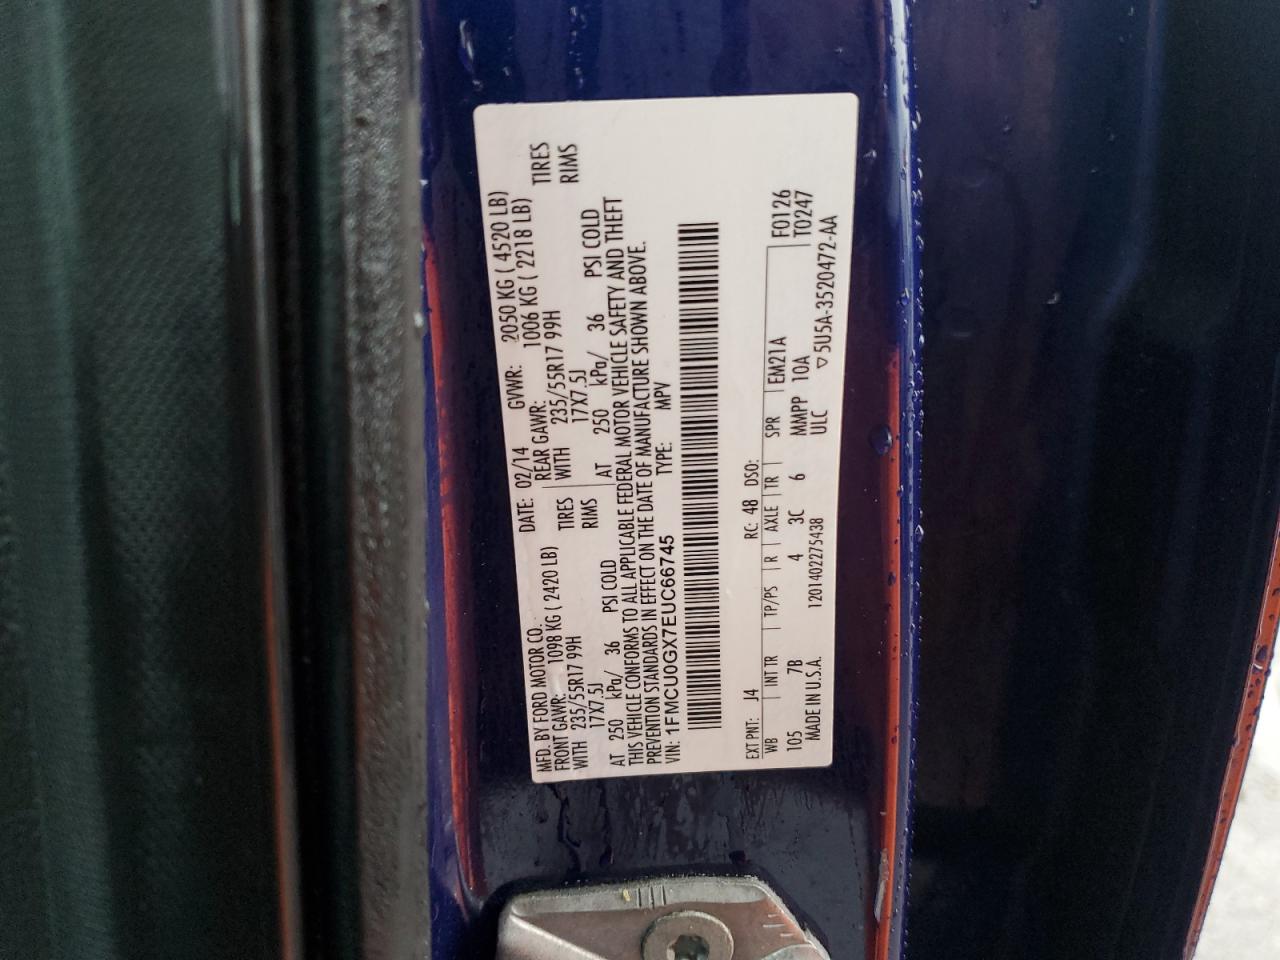 MFD. BY FORD MOTOR CO. DATE: 02/14 GVWR: 2050 KG ( 4520 LB)
FRONT GAWR: 1098 KG ( 2420 LB) REAR GAWR: 1006 KG ( 2218 LB)
WITH 235/55R17 99H TIRES WITH 235/55R17 99H TIRES
17X7.5J RIMS 17X7.5J RIMS
AT 250 kPa/ 36 PSI COLD AT 250 kPa/ 36 PSI COLD
THIS VEHICLE CONFORMS TO ALL APPLICABLE FEDERAL MOTOR VEHICLE SAFETY AND THEFT
PREVENTION STANDARDS IN EFFECT ON THE DATE OF MANUFACTURE SHOWN ABOVE.
VIN: 1FMCU0GX7EUC66745 TYPE: MPV
EXT PNT: J4 RC: 48 DSO: F0126
WB INT TR TP/PS R AXLE TR SPR EM21A T0247
105 7B 4 3C 6 MMPP 10A
MADE IN U.S.A. 1201402275438 ULC ▽5U5A-3520472-AA